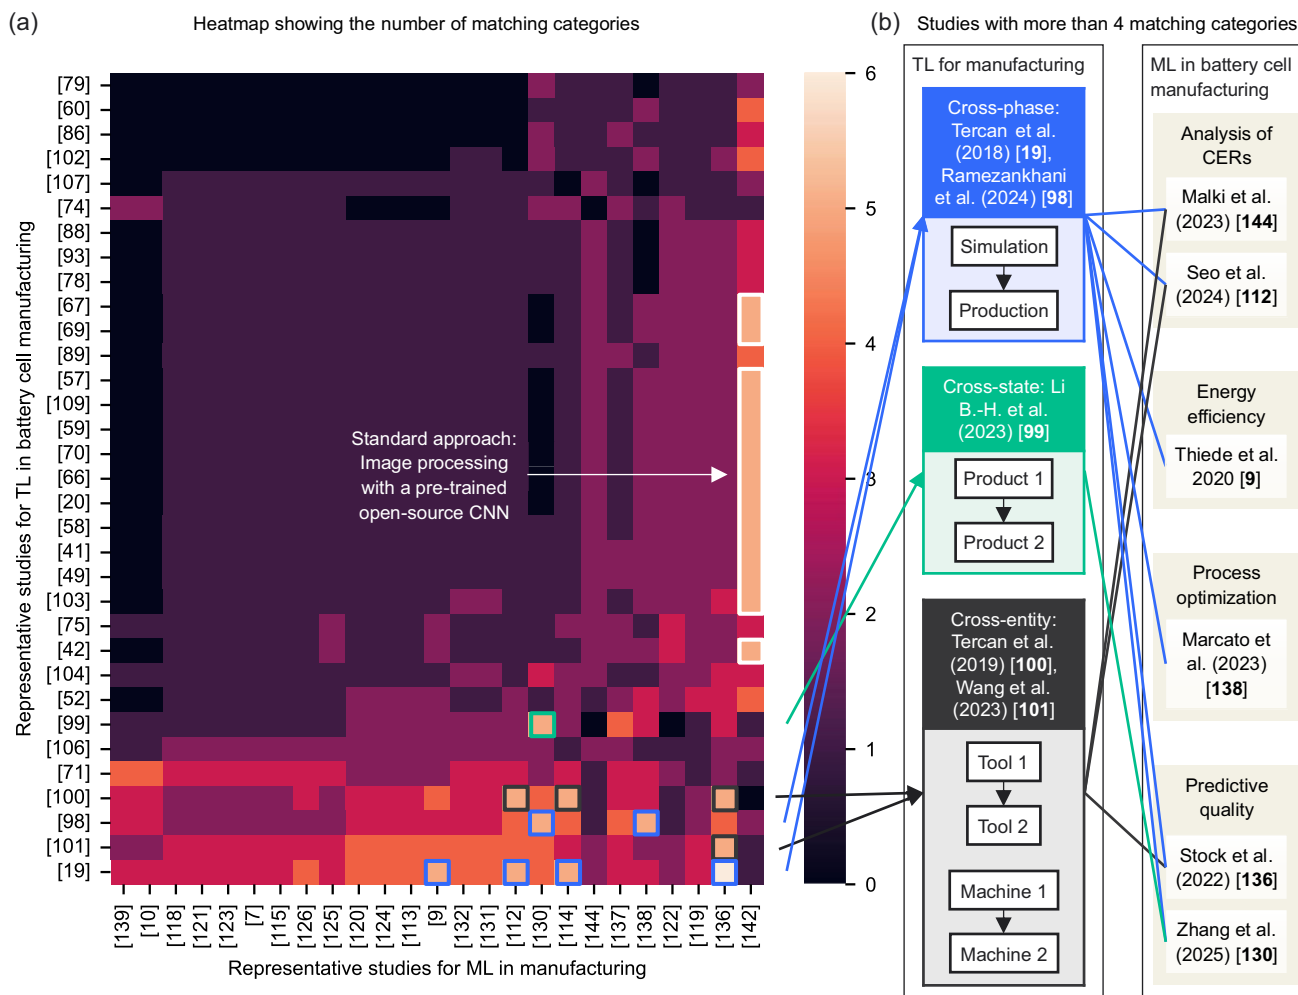 (a)
Heatmap showing the number of matching categories
Representative studies for TL in battery cell manufacturing
[79]
[60]
[86]
[102]
[107]
[74]
[88]
[93]
[78]
[67]
[69]
[89]
[57]
[109]
[59]
[70]
[66]
[20]
[58]
[41]
[49]
[103]
[75]
[42]
[104]
[52]
[99]
[106]
[71]
[100]
[98]
[101]
[19]
Standard approach:
Image processing
with a pre-trained
open-source CNN
[139]
[10]
[118]
[121]
[123]
[7]
[115]
[126]
[125]
[120]
[124]
[113]
[9]
[132]
[131]
[112]
[130]
[114]
[144]
[137]
[138]
[122]
[119]
[136]
[142]
Representative studies for ML in manufacturing
6
5
4
3
2
1
0
(b)
Studies with more than 4 matching categories
TL for manufacturing
Cross-phase:
Tercan et al.
(2018) [19],
Ramezankhani
et al. (2024) [98]
Simulation
Production
Cross-state: Li
B.-H. et al.
(2023) [99]
Product 1
Product 2
Cross-entity:
Tercan et al.
(2019) [100],
Wang et al.
(2023) [101]
Tool 1
Tool 2
Machine 1
Machine 2
ML in battery cell
manufacturing
Analysis of
CERs
Malki et al.
(2023) [144]
Seo et al.
(2024) [112]
Energy
efficiency
Thiede et al.
2020 [9]
Process
optimization
Marcato et
al. (2023)
[138]
Predictive
quality
Stock et al.
(2022) [136]
Zhang et al.
(2025) [130]